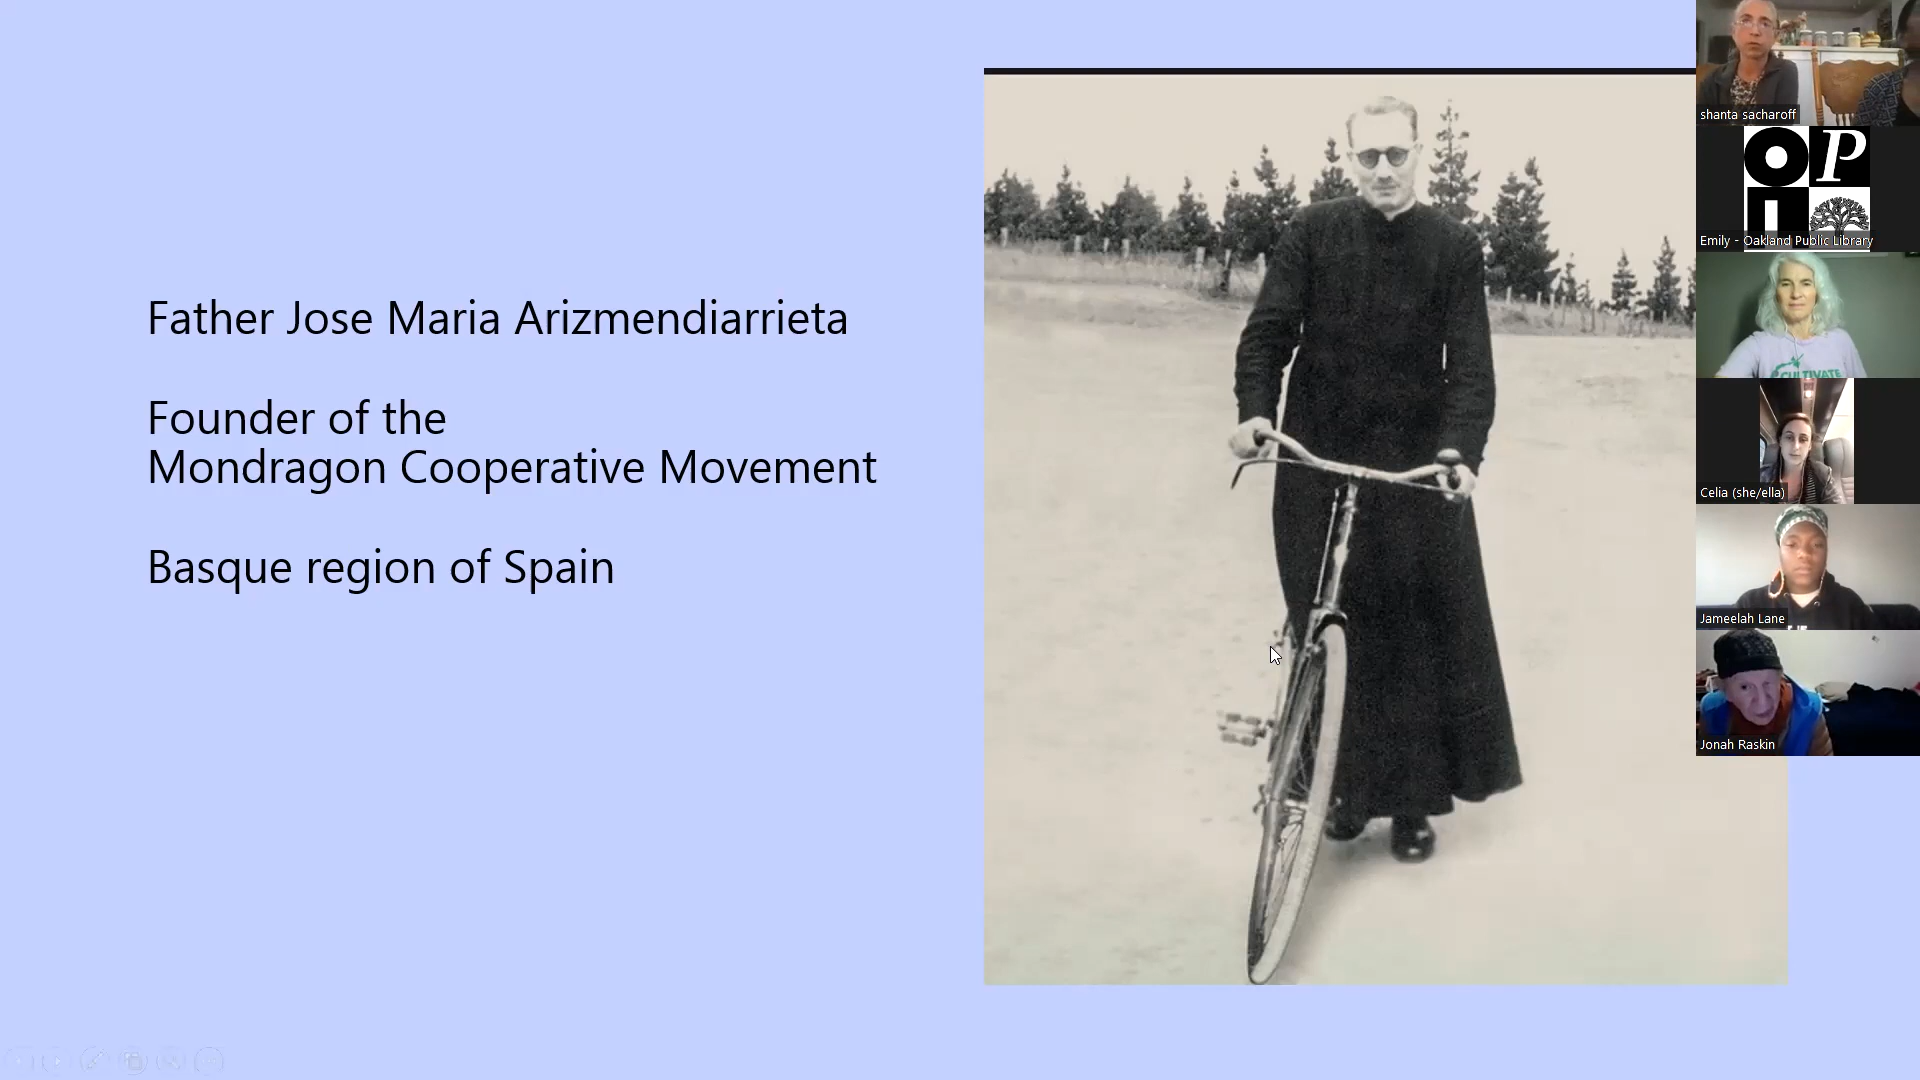 Father Jose Maria Arizmendiarrieta
Founder of the
Mondragon Cooperative Movement
Basque region of Spain
shanta sacharoff
O P
L
Emily - Oakland Public Library
CULTIVATE
Celia (she/ella)
Jameelah Lane
Jonah Raskin